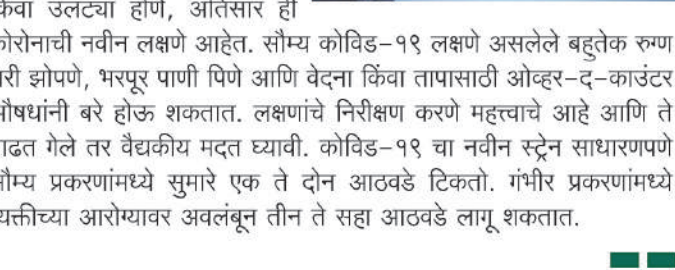 किंवा उलट्या होणे, अतिसार ही
कोरोनाची नवीन लक्षणे आहेत. सौम्य कोविड–१९ लक्षणे असलेले बहुतेक रुग्ण
घरी झोपणे, भरपूर पाणी पिणे आणि वेदना किंवा तापासाठी ओव्हर–द–काउंटर
औषधांनी बरे होऊ शकतात. लक्षणांचे निरीक्षण करणे महत्त्वाचे आहे आणि ते
वाढत गेले तर वैद्यकीय मदत घ्यावी. कोविड–१९ चा नवीन स्ट्रेन साधारणपणे
सौम्य प्रकरणांमध्ये सुमारे एक ते दोन आठवडे टिकतो. गंभीर प्रकरणांमध्ये
व्यक्तीच्या आरोग्यावर अवलंबून तीन ते सहा आठवडे लागू शकतात.